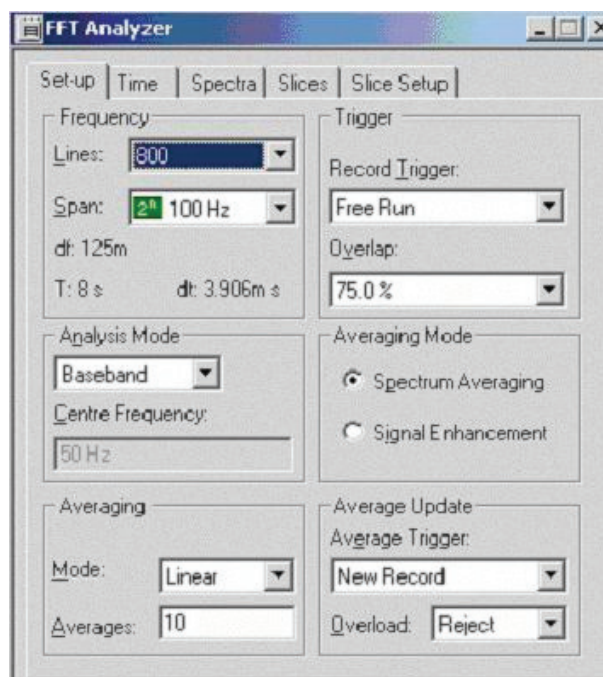 FFT Analyzer
Set-up Time Spectra Slices Slice Setup
Frequency
Lines: 800
Span: 2ⁿ 100 Hz
df: 125m
T: 8 s dt: 3.906m s
Trigger
Record Trigger:
Free Run
Overlap:
75.0 %
Analysis Mode
Baseband
Centre Frequency:
50 Hz
Averaging Mode
Spectrum Averaging
Signal Enhancement
Averaging
Mode: Linear
Averages: 10
Average Update
Average Trigger:
New Record
Overload: Reject